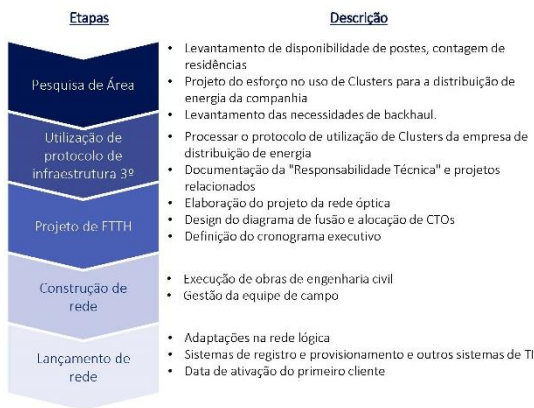 Etapas
Descrição
Pesquisa de Área
• Levantamento de disponibilidade de postes, contagem de
residências
• Projeto do esforço no uso de Clusters para a distribuição de
energia da companhia
• Levantamento das necessidades de backhaul.
Utilização de
protocolo de
infraestrutura 3º
• Processar o protocolo de utilização de Clusters da empresa de
distribuição de energia
• Documentação da "Responsabilidade Técnica" e projetos
relacionados
Projeto de FTTH
• Elaboração do projeto da rede óptica
• Design do diagrama de fusão e alocação de CTOs
• Definição do cronograma executivo
Construção de
rede
• Execução de obras de engenharia civil
• Gestão da equipe de campo
Lançamento de
rede
• Adaptações na rede lógica
• Sistemas de registro e provisionamento e outros sistemas de TI
• Data de ativação do primeiro cliente